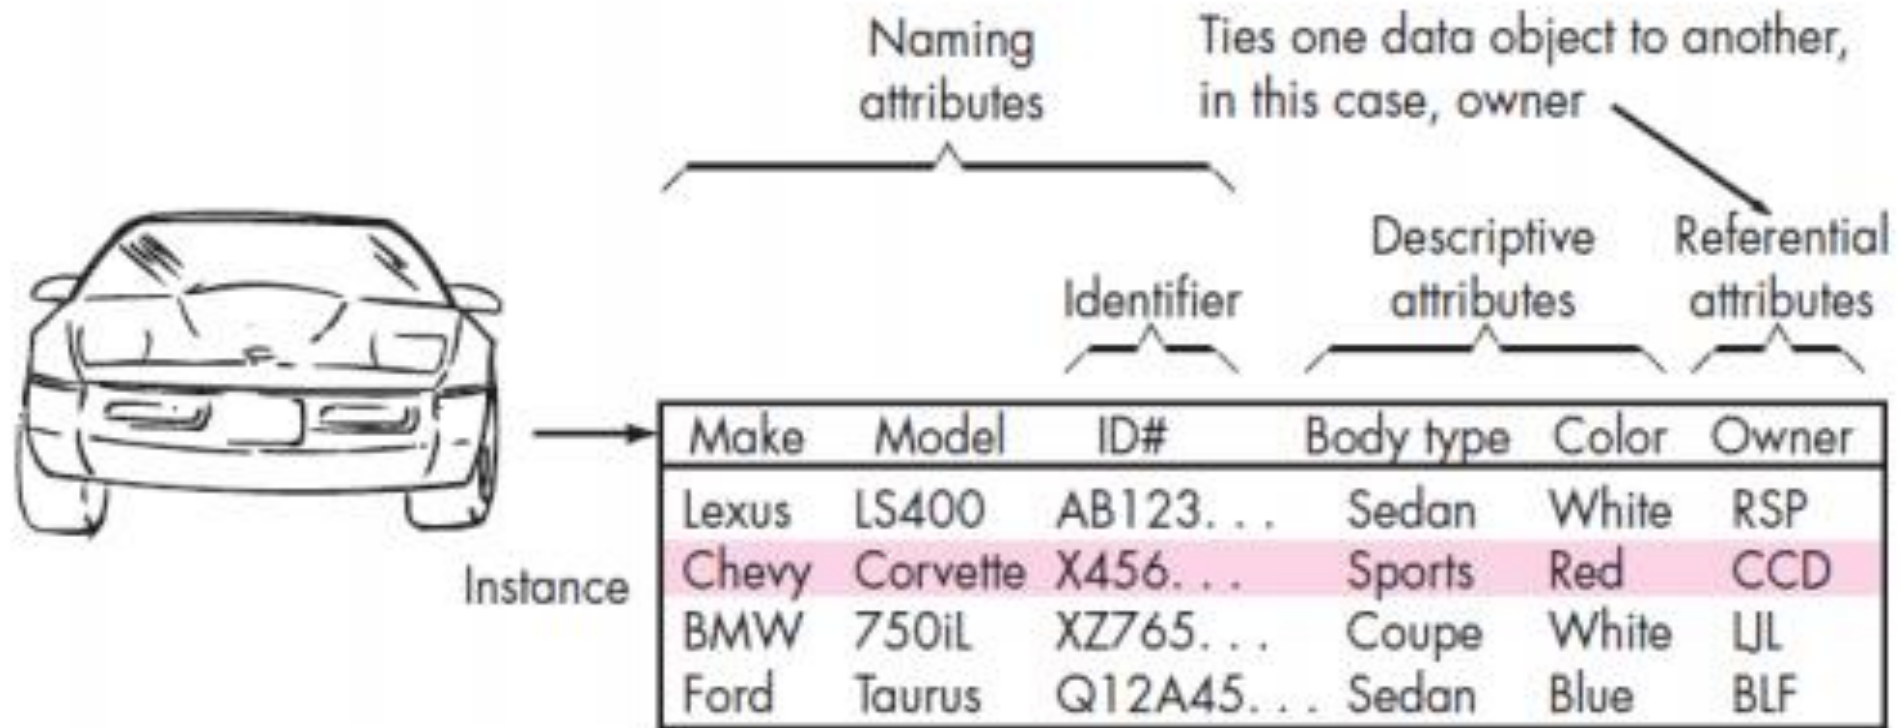 Naming
attributes
Ties one data object to another,
in this case, owner
Identifier
Descriptive
attributes
Referential
attributes
Make Model ID# Body type Color Owner
Lexus LS400 AB123. . . Sedan White RSP
Instance
Chevy Corvette X456. . . Sports Red CCD
BMW 750iL XZ765. . . Coupe White LJL
Ford Taurus Q12A45. . . Sedan Blue BLF